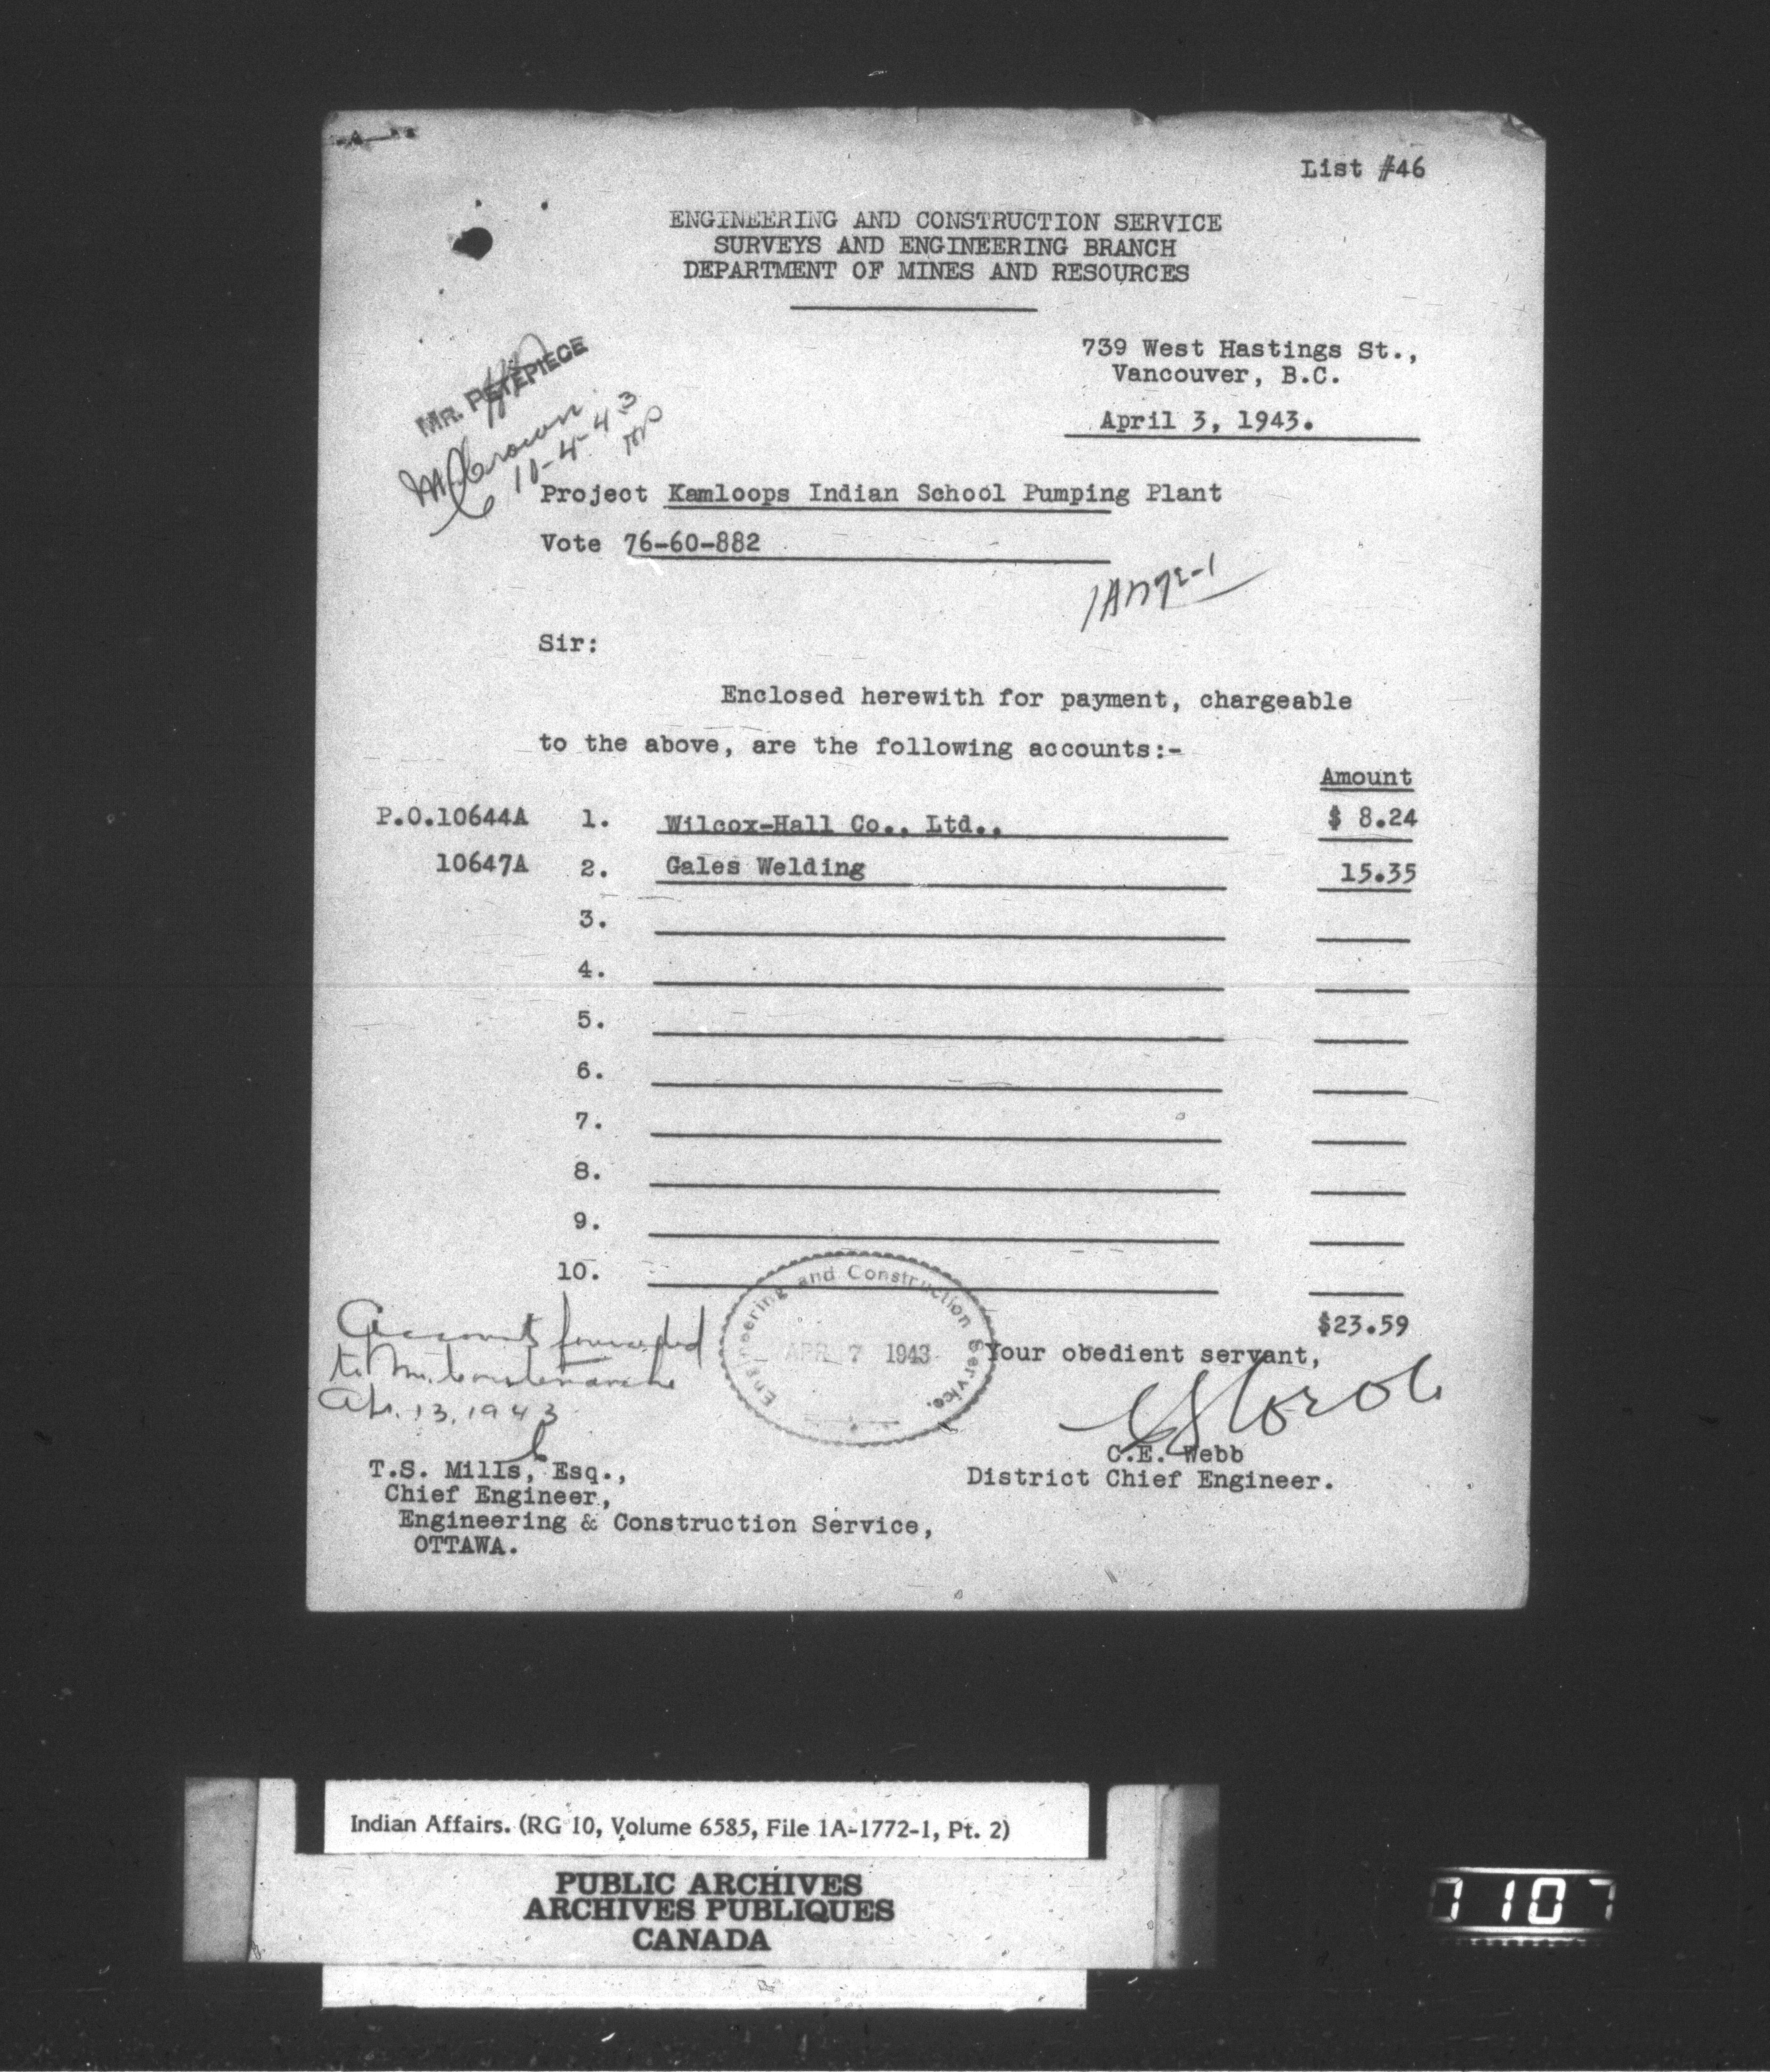 List #46
ENGINEERING AND CONSTRUCTION SERVICE
SURVEYS AND ENGINEERING BRANCH
DEPARTMENT OF MINES AND RESOURCES
739 West Hastings St.,
Vancouver, B.C.
April 3, 1943.
MR. PETEPIECE
10-4-43
Project Kamloops Indian School Pumping Plant
Vote 76-60-882
Sir:
Enclosed herewith for payment, chargeable
to the above, are the following accounts:-
Amount
P.O.10644A 1. Wilcox-Hall Co., Ltd., $ 8.24
10647A 2. Gales Welding 15.35
3.
4.
5.
6.
7.
8.
9.
10.
$23.59
Engineering and Construction Service.
APR 7 1943
Accounts forwarded
to Mr.
Apr. 13, 1943
Your obedient servant,
C.E. Webb
District Chief Engineer.
T.S. Mills, Esq.,
Chief Engineer,
Engineering & Construction Service,
OTTAWA.
Indian Affairs. (RG 10, Volume 6585, File 1A-1772-1, Pt. 2)
PUBLIC ARCHIVES
ARCHIVES PUBLIQUES
CANADA